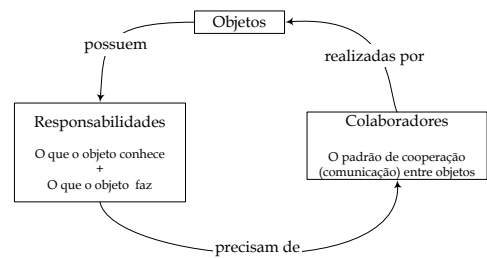 Objetos
possuem
realizadas por
Responsabilidades
O que o objeto conhece
+
O que o objeto faz
Colaboradores
O padrão de cooperação
(comunicação) entre objetos
precisam de